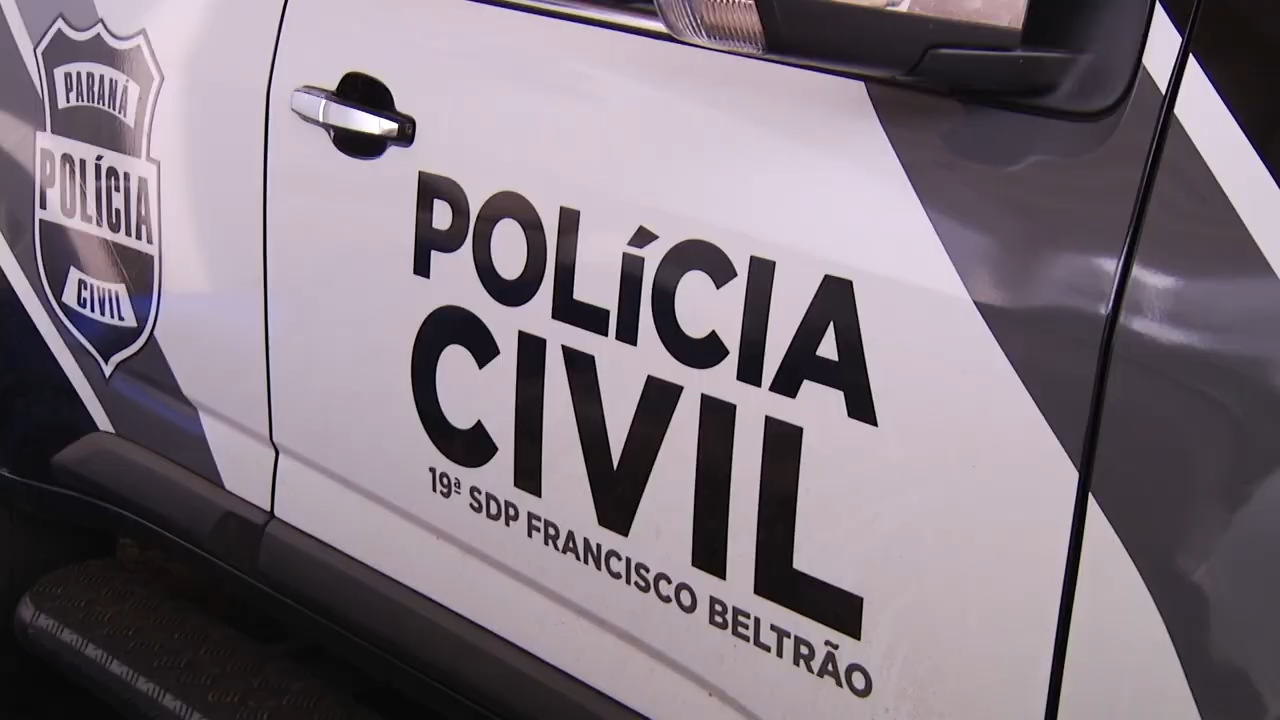 PARANÁ
POLÍCIA
CIVIL
POLÍCIA
CIVIL
19ª SDP FRANCISCO BELTRÃO